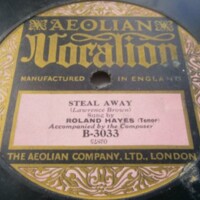 AEOLIAN
Vocalion
MANUFACTURED IN ENGLAND
STEAL AWAY
(Lawrence Brown)
Sung by
ROLAND HAYES (Tenor)
Accompanied by the Composer
B-3033
THE AEOLIAN COMPANY, LTD., LONDON